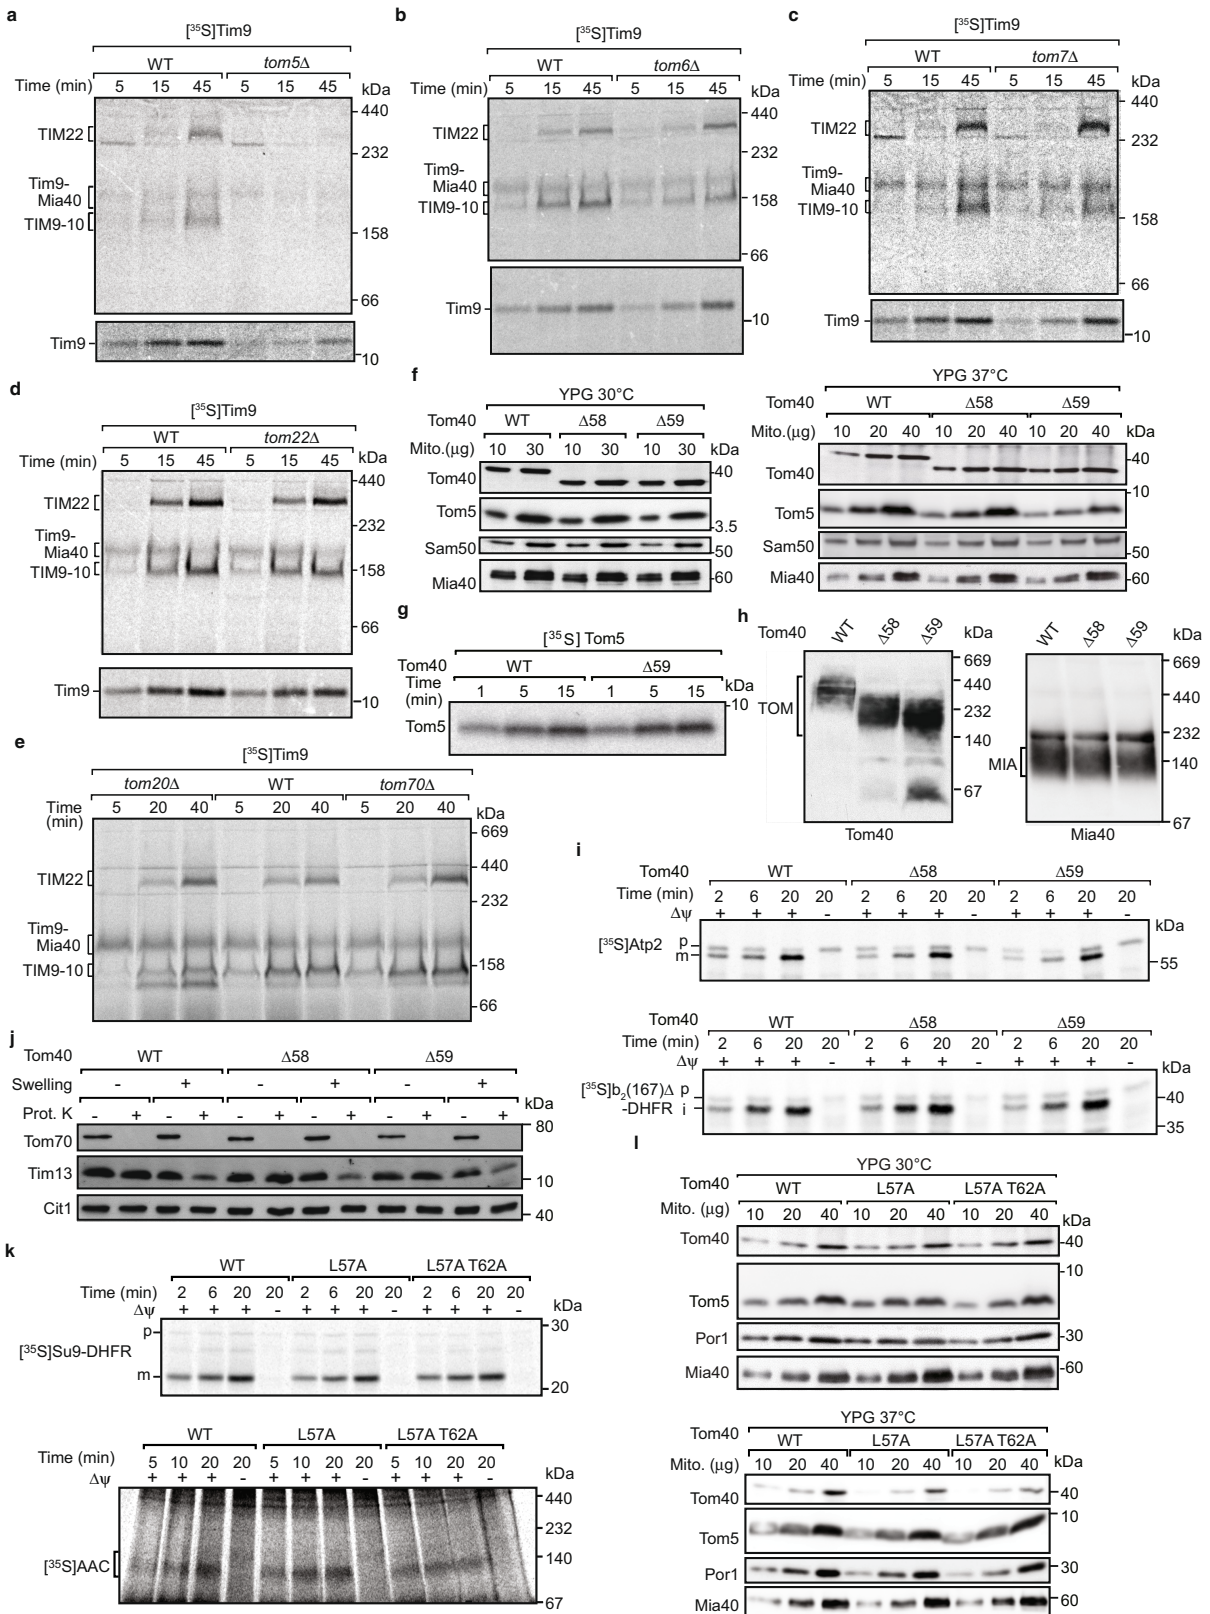 a
[³⁵S]Tim9
WT tom5Δ
Time (min) 5 15 45 5 15 45 kDa
440
TIM22
232
Tim9-
Mia40
TIM9-10
158
66
Tim9
10
b
[³⁵S]Tim9
WT tom6Δ
Time (min) 5 15 45 5 15 45 kDa
440
TIM22
232
Tim9-
Mia40
158
TIM9-10
66
Tim9
10
c
[³⁵S]Tim9
WT tom7Δ
Time (min) 5 15 45 5 15 45 kDa
440
TIM22
232
Tim9-
Mia40
TIM9-10
158
66
Tim9
10
d
[³⁵S]Tim9
WT tom22Δ
Time (min) 5 15 45 5 15 45 kDa
440
TIM22
232
Tim9-
Mia40
TIM9-10
158
66
Tim9
10
e
[³⁵S]Tim9
tom20Δ WT tom70Δ
Time (min) 5 20 40 5 20 40 5 20 40 kDa
669
440
TIM22
232
Tim9-
Mia40
TIM9-10
158
66
f
YPG 30°C
Tom40 WT Δ58 Δ59
Mito.(μg) 10 30 10 30 10 30 kDa
Tom40 40
Tom5 3.5
Sam50 50
Mia40 60
YPG 37°C
Tom40 WT Δ58 Δ59
Mito.(μg) 10 20 40 10 20 40 10 20 40 kDa
Tom40 40
10
Tom5
Sam50 50
Mia40 60
g
[³⁵S] Tom5
Tom40 WT Δ59
Time (min) 1 5 15 1 5 15 kDa
10
Tom5
h
Tom40 WT Δ58 Δ59 kDa
669
440
TOM
232
140
67
Tom40
WT Δ58 Δ59 kDa
669
440
232
MIA 140
67
Mia40
i
Tom40 WT Δ58 Δ59
Time (min) 2 6 20 20 2 6 20 20 2 6 20 20
Δψ + + + - + + + - + + + - kDa
[³⁵S]Atp2 p
m 55
Tom40 WT Δ58 Δ59
Time (min) 2 6 20 20 2 6 20 20 2 6 20 20
Δψ + + + - + + + - + + + - kDa
[³⁵S]b₂(167)Δ p 40
-DHFR i
35
j
Tom40 WT Δ58 Δ59
Swelling - + - + - +
Prot. K - + - + - + - + - + - + kDa
80
Tom70
Tim13 10
Cit1 40
k
WT L57A L57A T62A
Time (min) 2 6 20 20 2 6 20 20 2 6 20 20
Δψ + + + - + + + - + + + - kDa
p 30
[³⁵S]Su9-DHFR
m 20
WT L57A L57A T62A
Time (min) 5 10 20 20 5 10 20 20 5 10 20 20
Δψ + + + - + + + - + + + - kDa
440
232
140
[³⁵S]AAC
67
l
YPG 30°C
Tom40 WT L57A L57A T62A
Mito. (μg) 10 20 40 10 20 40 10 20 40 kDa
Tom40 40
10
Tom5
Por1 30
Mia40 60
YPG 37°C
Tom40 WT L57A L57A T62A
Mito. (μg) 10 20 40 10 20 40 10 20 40 kDa
Tom40 40
10
Tom5
Por1 30
Mia40 60